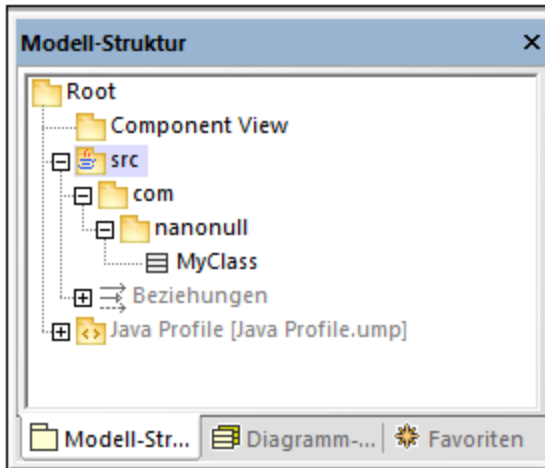 Modell-Struktur
Root
Component View
src
com
nanonull
MyClass
Beziehungen
Java Profile [Java Profile.ump]
Modell-Str... Diagramm-... Favoriten